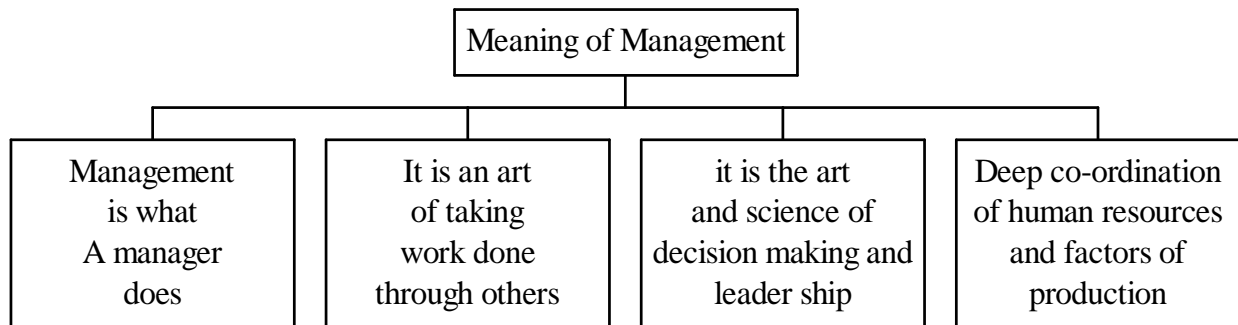 Meaning of Management
Management
is what
A manager
does
It is an art
of taking
work done
through others
it is the art
and science of
decision making and
leader ship
Deep co-ordination
of human resources
and factors of
production